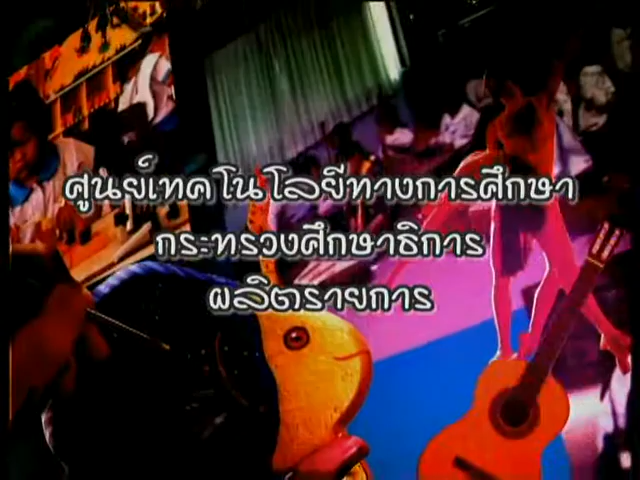 ศูนย์เทคโนโลยีทางการศึกษา
กระทรวงศึกษาธิการ
ผลิตรายการ